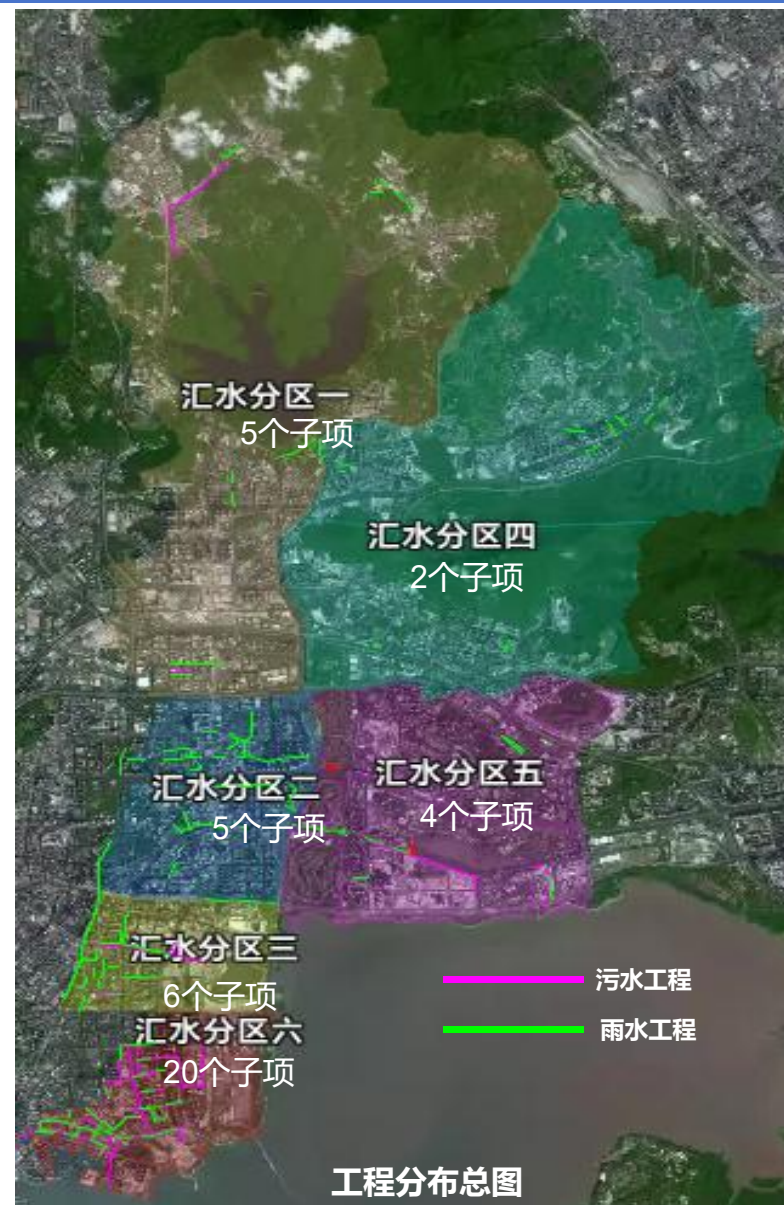 汇水分区一
5个子项
汇水分区四
2个子项
汇水分区五
4个子项
汇水分区二
5个子项
汇水分区三
6个子项
污水工程
雨水工程
汇水分区六
20个子项
工程分布总图